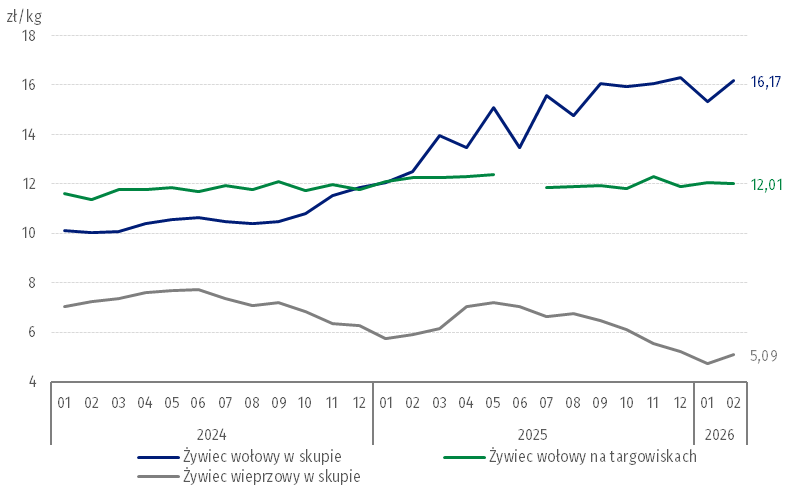 zł/kg
18
16
16,17
14
12
12,01
10
8
6
5,09
4
01 02 03 04 05 06 07 08 09 10 11 12 01 02 03 04 05 06 07 08 09 10 11 12 01 02
2024 2025 2026
Żywiec wołowy w skupie Żywiec wołowy na targowiskach
Żywiec wieprzowy w skupie